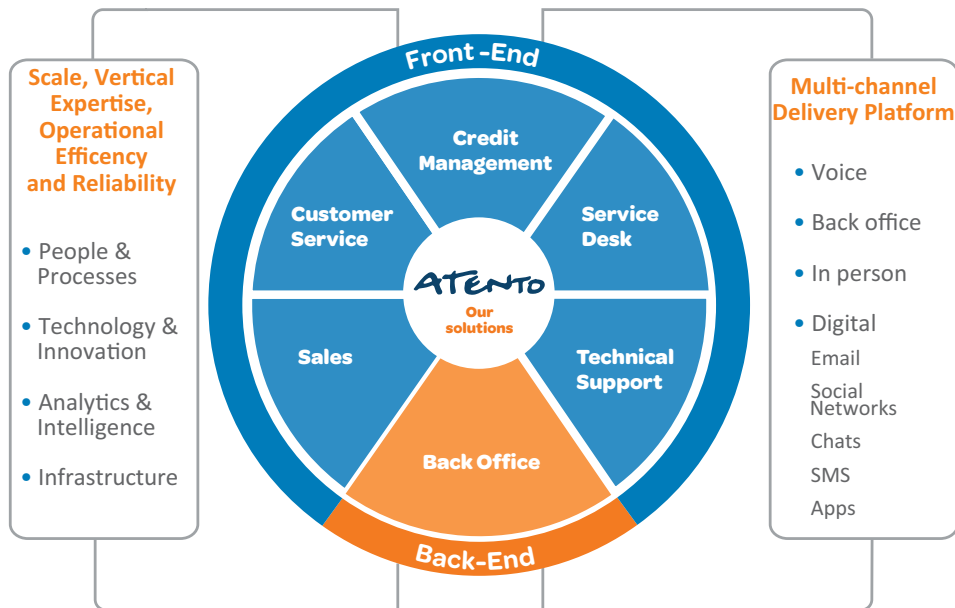 Scale, Vertical
Expertise,
Operational
Efficency
and Reliability
• People &
Processes
• Technology &
Innovation
• Analytics &
Intelligence
• Infrastructure
Front -End
Credit
Management
Customer
Service
Service
Desk
ATENTO
Our
solutions
Sales
Technical
Support
Back Office
Back-End
Multi-channel
Delivery Platform
• Voice
• Back office
• In person
• Digital
Email
Social
Networks
Chats
SMS
Apps